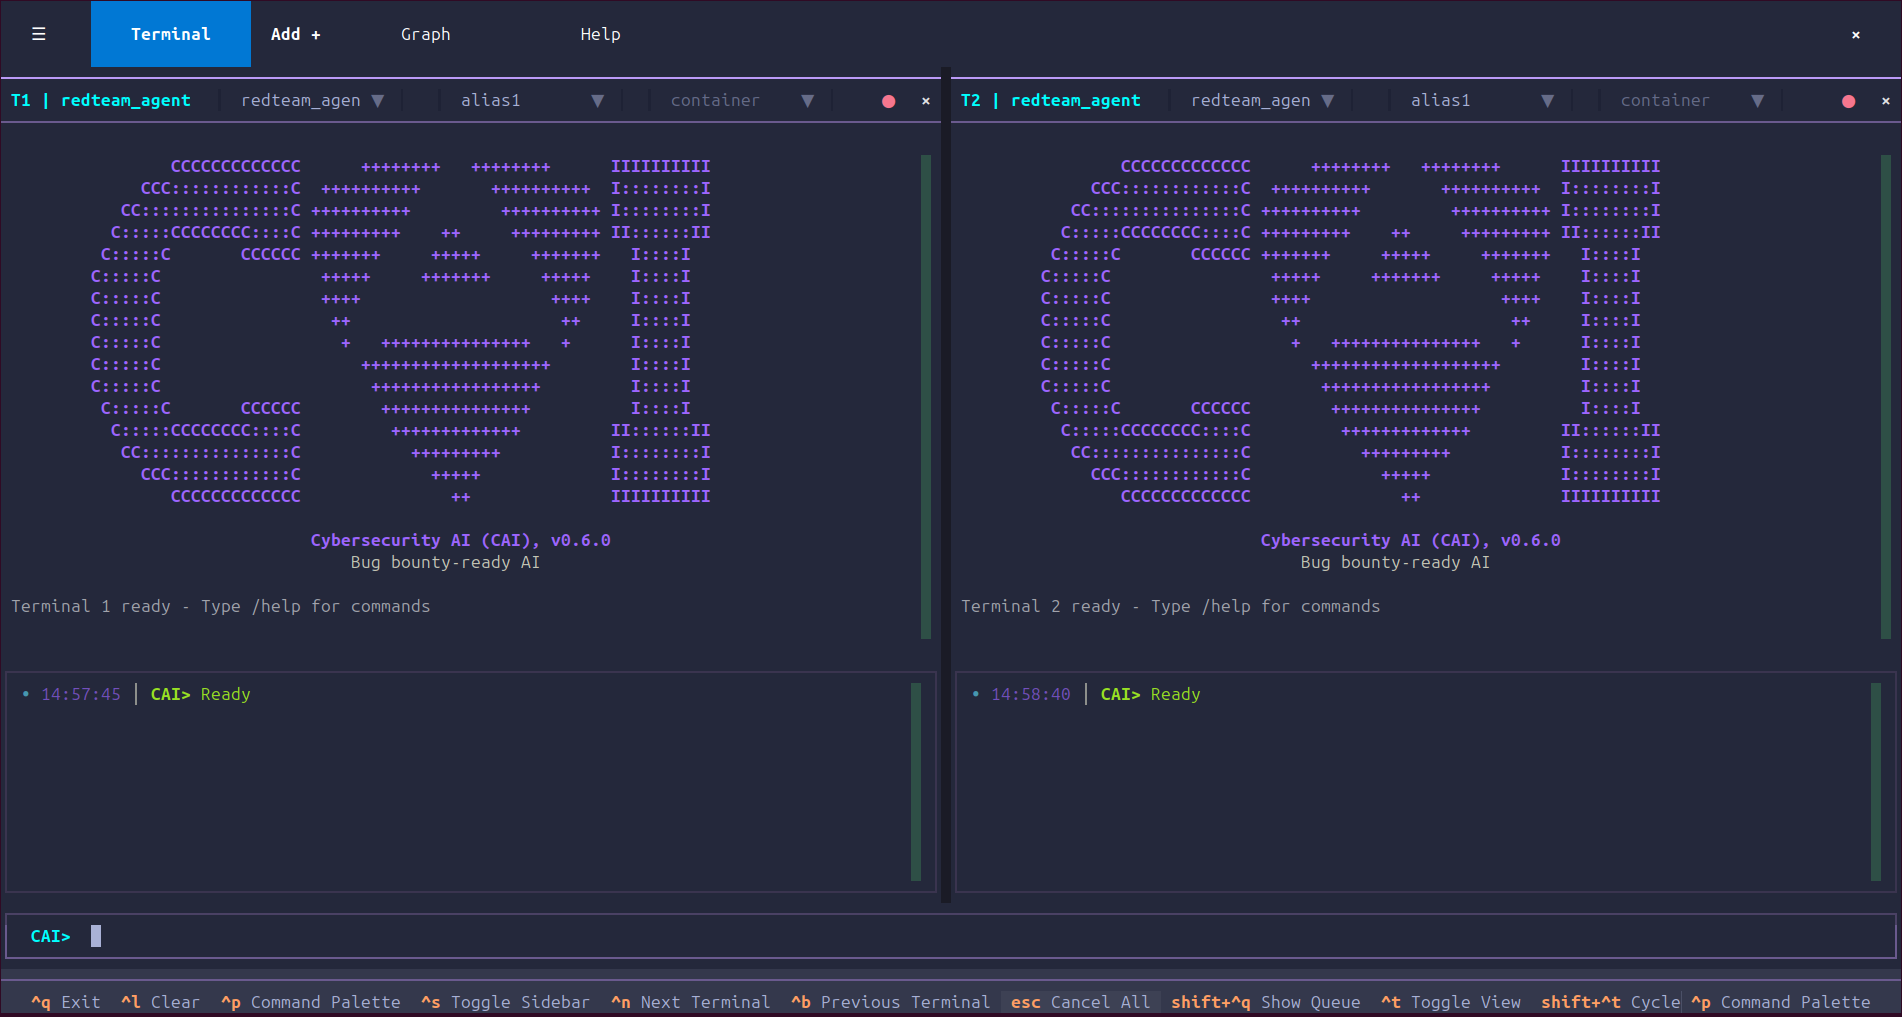 ☰ Terminal Add + Graph Help ×
T1 | redteam_agent redteam_agen ▼ alias1 ▼ container ▼ ● ×
CCCCCCCCCCCCC ++++++++ ++++++++ IIIIIIIIII
CCC::::::::::::C ++++++++++ ++++++++++ I::::::::I
CC:::::::::::::::C ++++++++++ ++++++++++ I::::::::I
C:::::CCCCCCCC::::C +++++++++ ++ +++++++++ II::::::II
C:::::C CCCCCC +++++++ +++++ +++++++ I::::I
C:::::C +++++ +++++++ +++++ I::::I
C:::::C ++++ ++++ I::::I
C:::::C ++ ++ I::::I
C:::::C + +++++++++++++++ + I::::I
C:::::C +++++++++++++++++++ I::::I
C:::::C +++++++++++++++++ I::::I
C:::::C CCCCCC +++++++++++++++ I::::I
C:::::CCCCCCCC::::C +++++++++++++ II::::::II
CC:::::::::::::::C +++++++++ I::::::::I
CCC::::::::::::C +++++ I::::::::I
CCCCCCCCCCCCC ++ IIIIIIIIII
Cybersecurity AI (CAI), v0.6.0
Bug bounty-ready AI
Terminal 1 ready - Type /help for commands
• 14:57:45 │ CAI> Ready
T2 | redteam_agent redteam_agen ▼ alias1 ▼ container ▼ ● ×
CCCCCCCCCCCCC ++++++++ ++++++++ IIIIIIIIII
CCC::::::::::::C ++++++++++ ++++++++++ I::::::::I
CC:::::::::::::::C ++++++++++ ++++++++++ I::::::::I
C:::::CCCCCCCC::::C +++++++++ ++ +++++++++ II::::::II
C:::::C CCCCCC +++++++ +++++ +++++++ I::::I
C:::::C +++++ +++++++ +++++ I::::I
C:::::C ++++ ++++ I::::I
C:::::C ++ ++ I::::I
C:::::C + +++++++++++++++ + I::::I
C:::::C +++++++++++++++++++ I::::I
C:::::C +++++++++++++++++ I::::I
C:::::C CCCCCC +++++++++++++++ I::::I
C:::::CCCCCCCC::::C +++++++++++++ II::::::II
CC:::::::::::::::C +++++++++ I::::::::I
CCC::::::::::::C +++++ I::::::::I
CCCCCCCCCCCCC ++ IIIIIIIIII
Cybersecurity AI (CAI), v0.6.0
Bug bounty-ready AI
Terminal 2 ready - Type /help for commands
• 14:58:40 │ CAI> Ready
CAI>
^q Exit ^l Clear ^p Command Palette ^s Toggle Sidebar ^n Next Terminal ^b Previous Terminal esc Cancel All shift+^q Show Queue ^t Toggle View shift+^t Cycle ^p Command Palette